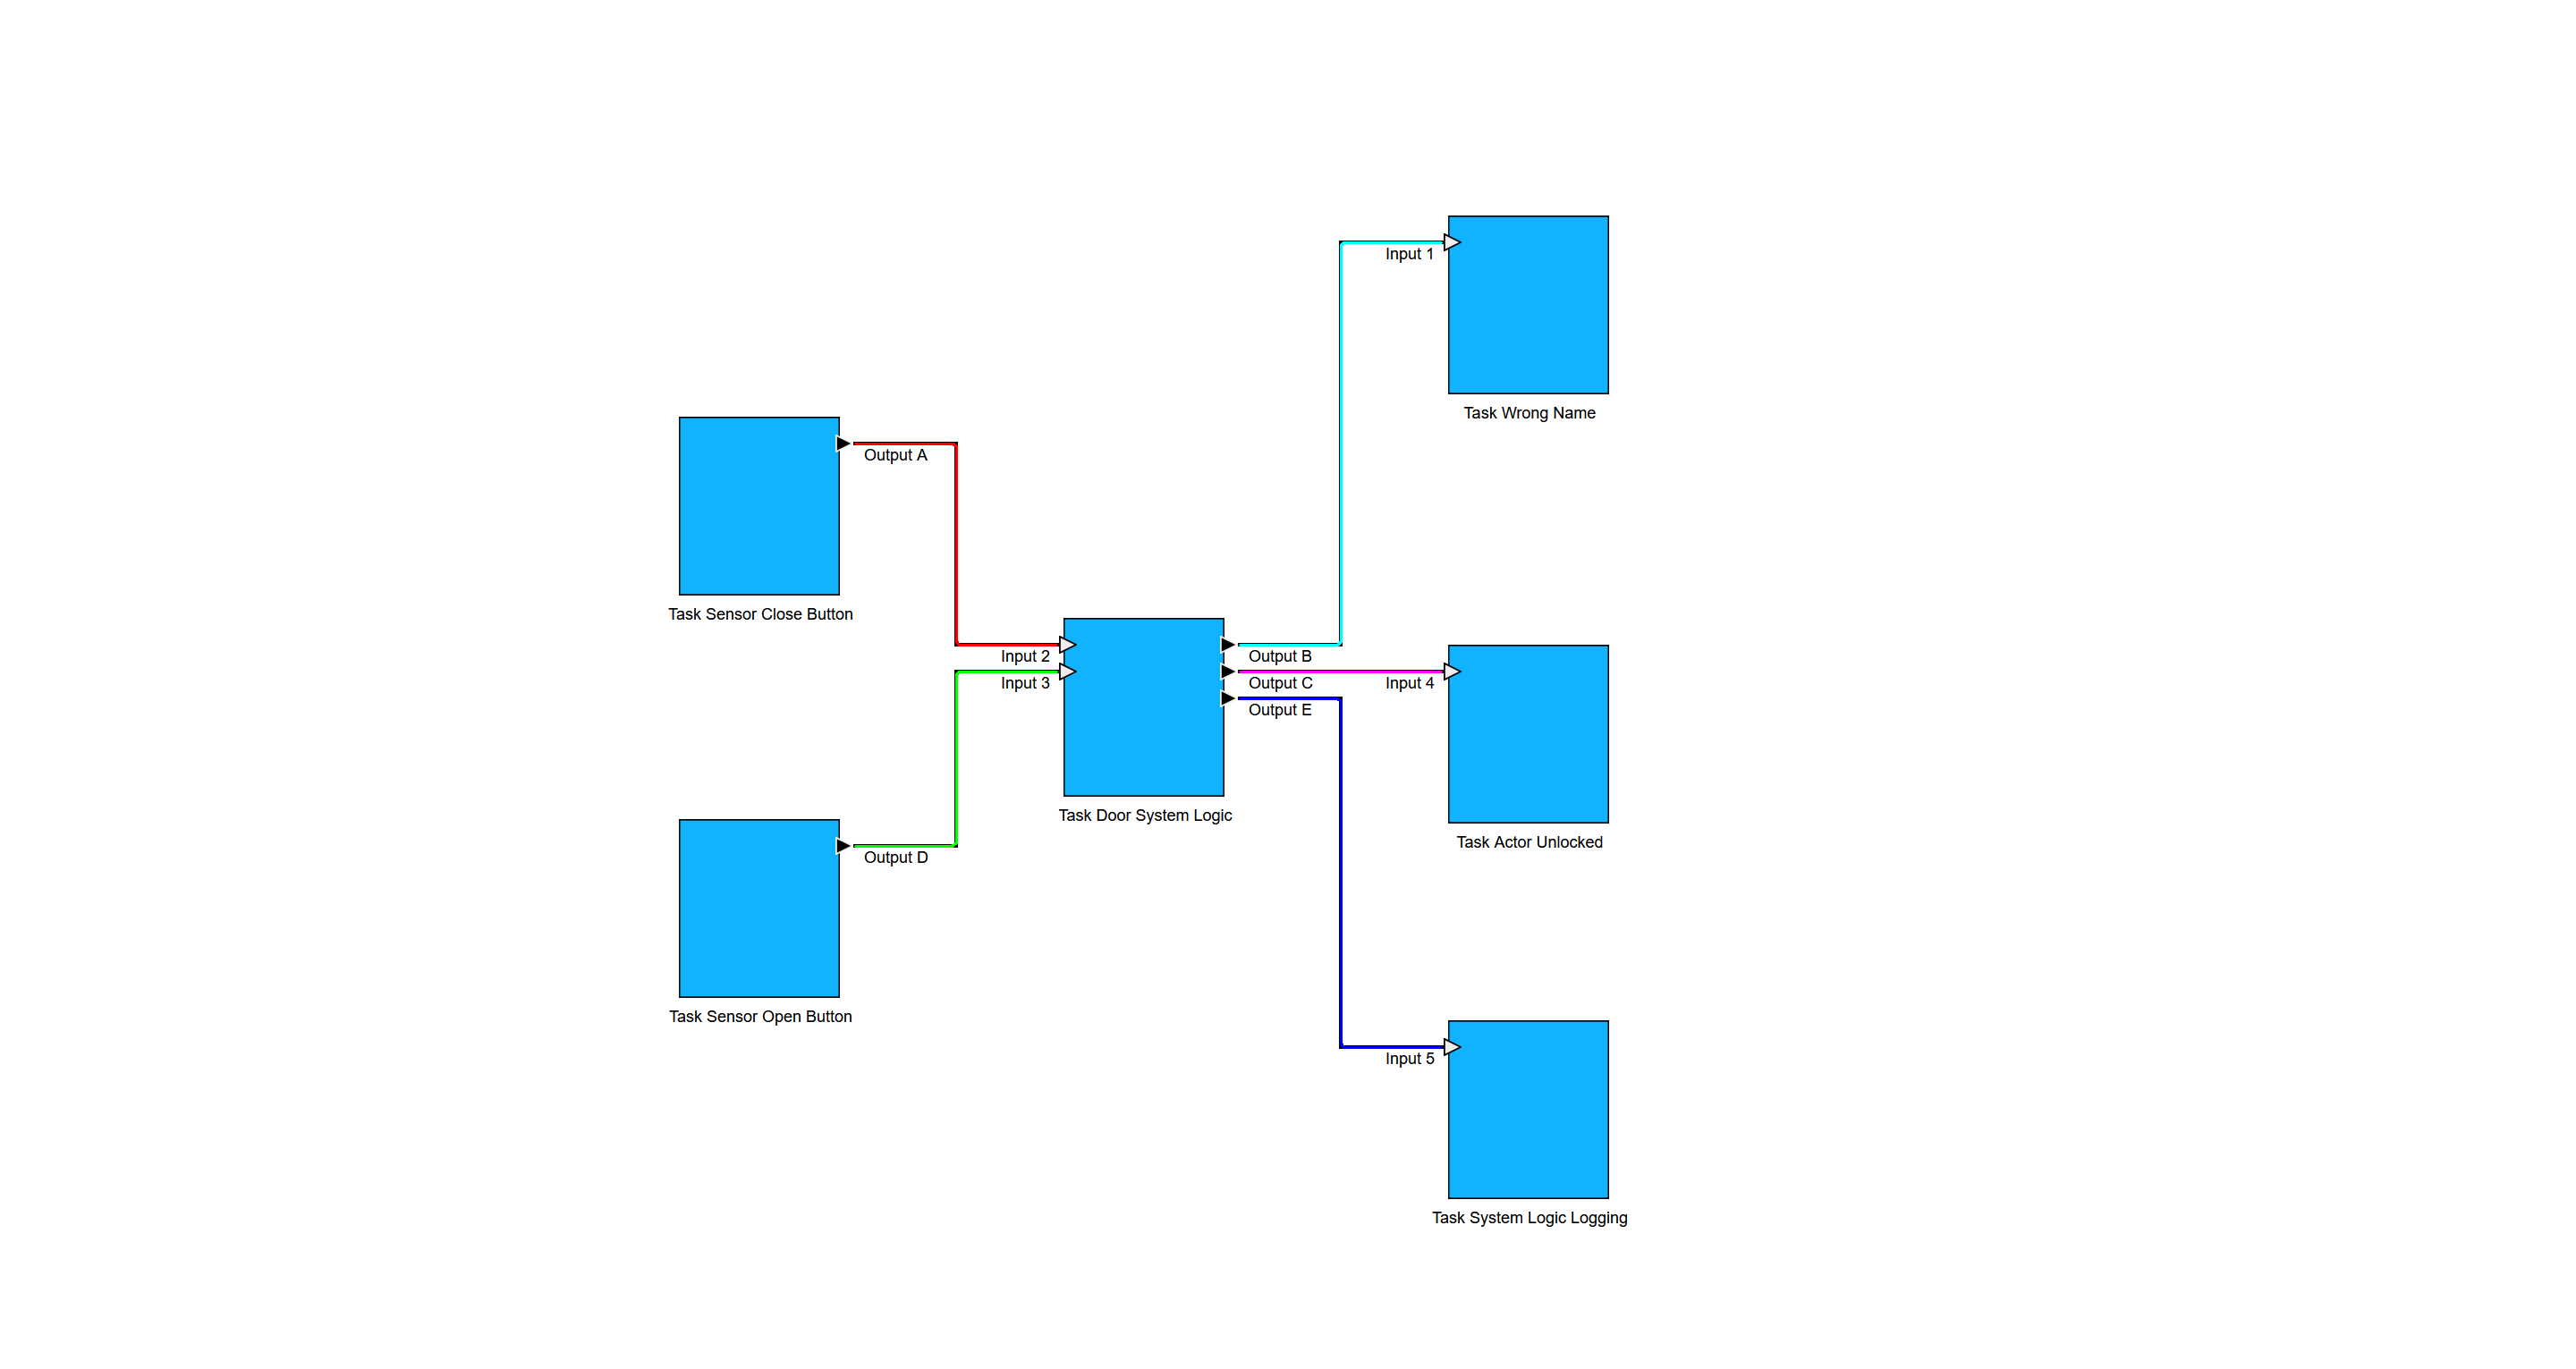 Input 1
Task Wrong Name
Output A
Task Sensor Close Button
Input 2
Output B
Input 3
Output C
Input 4
Output E
Task Door System Logic
Task Actor Unlocked
Output D
Task Sensor Open Button
Input 5
Task System Logic Logging